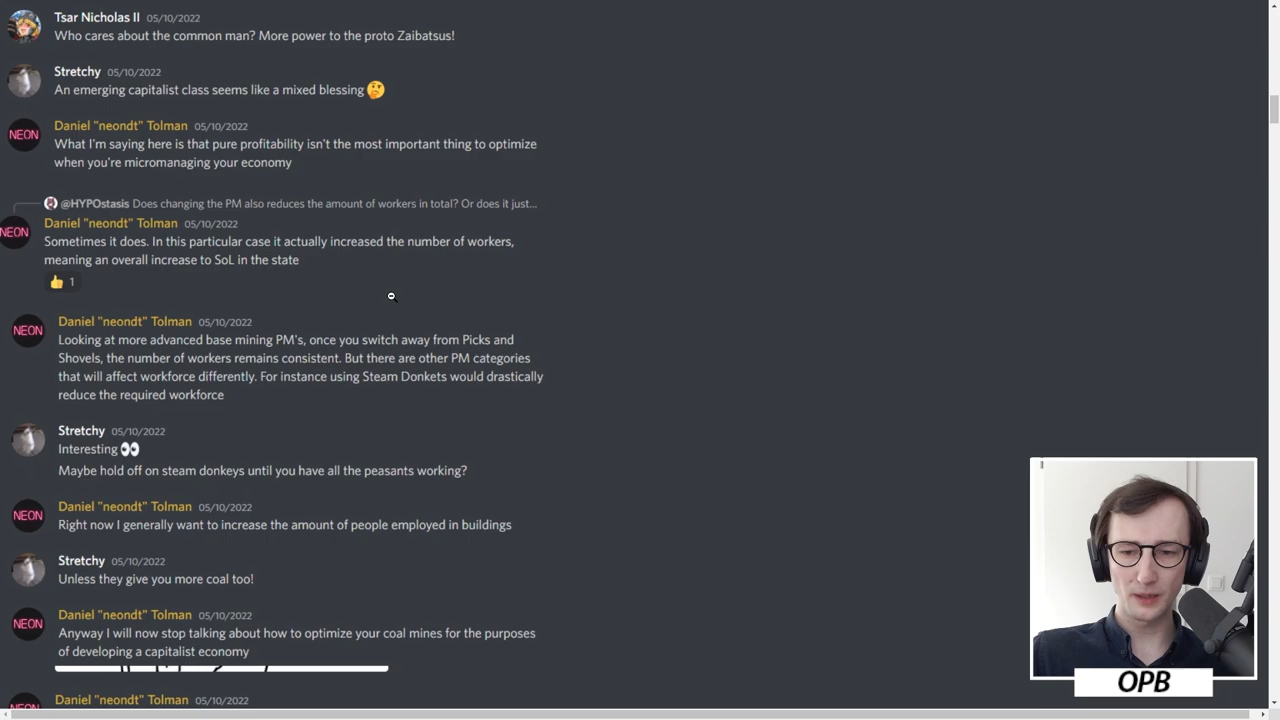 Tsar Nicholas II 05/10/2022
Who cares about the common man? More power to the proto Zaibatsus!
Stretchy 05/10/2022
An emerging capitalist class seems like a mixed blessing 🤔
NEON
Daniel "neondt" Tolman 05/10/2022
What I'm saying here is that pure profitability isn't the most important thing to optimize
when you're micromanaging your economy
@HYPOstasis Does changing the PM also reduces the amount of workers in total? Or does it just...
NEON
Daniel "neondt" Tolman 05/10/2022
Sometimes it does. In this particular case it actually increased the number of workers,
meaning an overall increase to SoL in the state
👍 1
NEON
Daniel "neondt" Tolman 05/10/2022
Looking at more advanced base mining PM's, once you switch away from Picks and
Shovels, the number of workers remains consistent. But there are other PM categories
that will affect workforce differently. For instance using Steam Donkets would drastically
reduce the required workforce
Stretchy 05/10/2022
Interesting 👀
Maybe hold off on steam donkeys until you have all the peasants working?
NEON
Daniel "neondt" Tolman 05/10/2022
Right now I generally want to increase the amount of people employed in buildings
Stretchy 05/10/2022
Unless they give you more coal too!
NEON
Daniel "neondt" Tolman 05/10/2022
Anyway I will now stop talking about how to optimize your coal mines for the purposes
of developing a capitalist economy
NEON
Daniel "neondt" Tolman 05/10/2022
OPB